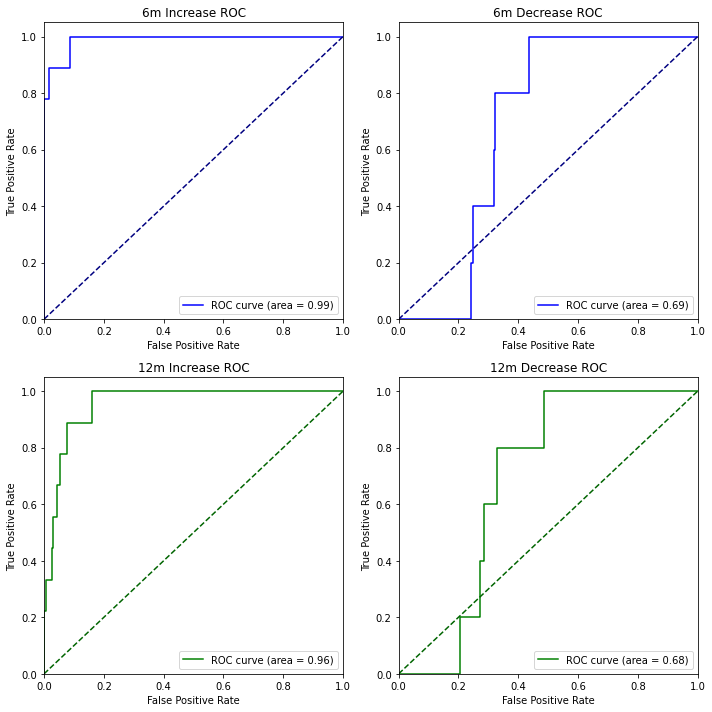 6m Increase ROC
True Positive Rate
1.0
0.8
0.6
0.4
0.2
0.0
ROC curve (area = 0.99)
0.0 0.2 0.4 0.6 0.8 1.0
False Positive Rate
6m Decrease ROC
True Positive Rate
1.0
0.8
0.6
0.4
0.2
0.0
ROC curve (area = 0.69)
0.0 0.2 0.4 0.6 0.8 1.0
False Positive Rate
12m Increase ROC
True Positive Rate
1.0
0.8
0.6
0.4
0.2
0.0
ROC curve (area = 0.96)
0.0 0.2 0.4 0.6 0.8 1.0
False Positive Rate
12m Decrease ROC
True Positive Rate
1.0
0.8
0.6
0.4
0.2
0.0
ROC curve (area = 0.68)
0.0 0.2 0.4 0.6 0.8 1.0
False Positive Rate